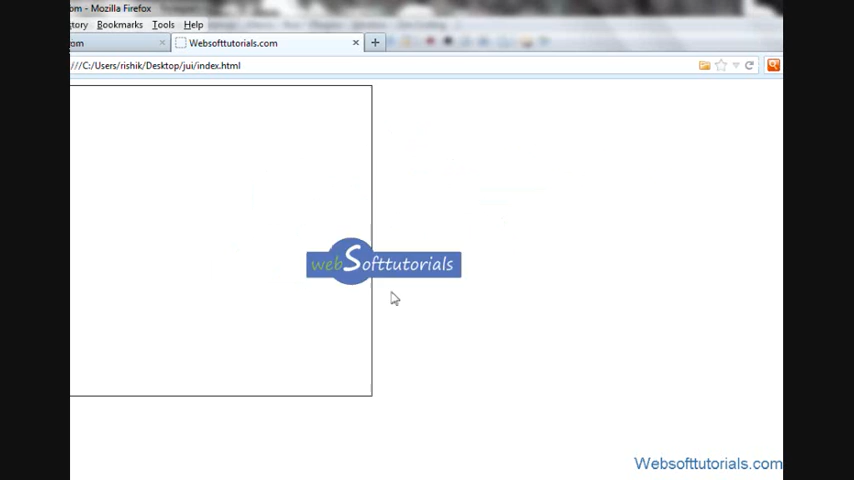 om - Mozilla Firefox
tory Bookmarks Tools Help
om
Websofttutorials.com
///C:/Users/rishik/Desktop/jui/index.html
webSofttutorials
Websofttutorials.com